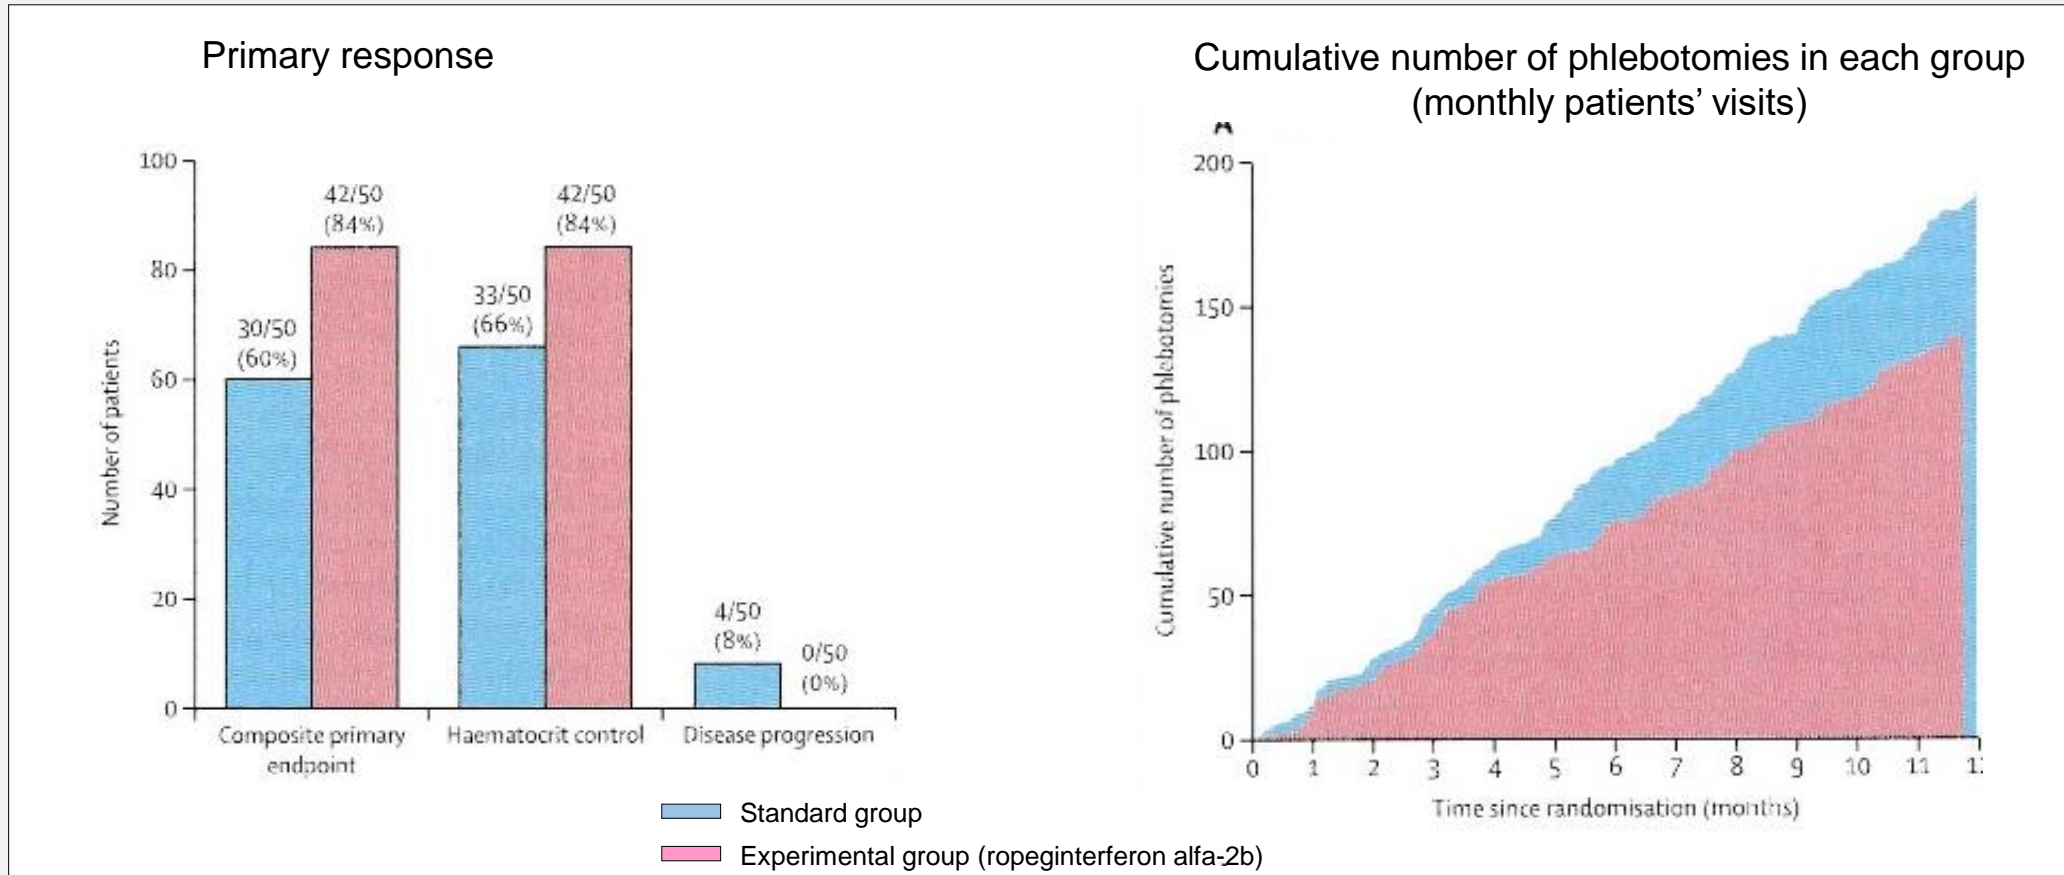 Primary response
100
80
60
40
20
0
Number of patients
30/50
(60%)
42/50
(84%)
33/50
(66%)
42/50
(84%)
4/50
(8%)
0/50
(0%)
Composite primary
endpoint
Haematocrit control
Disease progression
Cumulative number of phlebotomies in each group
(monthly patients’ visits)
A
200
150
100
50
0
Cumulative number of phlebotomies
0 1 2 3 4 5 6 7 8 9 10 11
Time since randomisation (months)
Standard group
Experimental group (ropeginterferon alfa-2b)